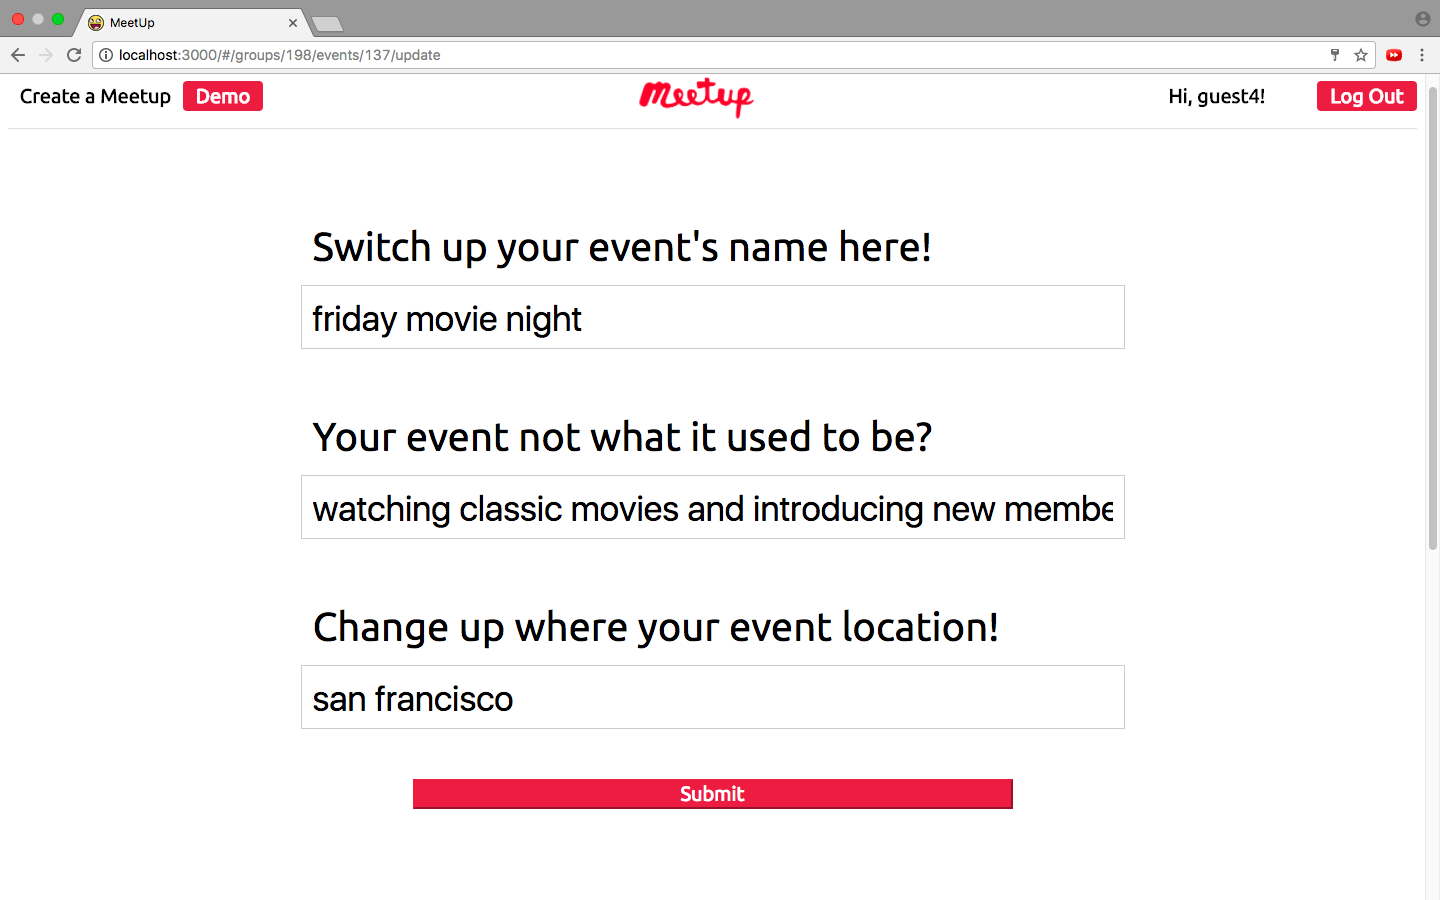 MeetUp
localhost:3000/#/groups/198/events/137/update
Create a Meetup Demo Meetup Hi, guest4! Log Out
Switch up your event's name here!
friday movie night
Your event not what it used to be?
watching classic movies and introducing new membe
Change up where your event location!
san francisco
Submit